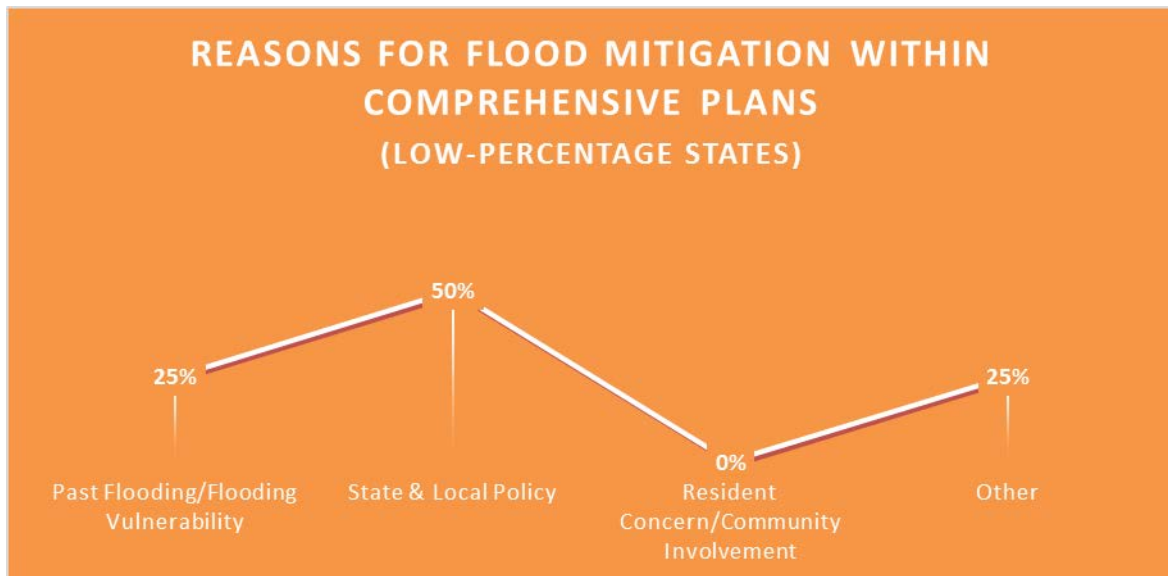 REASONS FOR FLOOD MITIGATION WITHIN
COMPREHENSIVE PLANS
(LOW-PERCENTAGE STATES)
50%
25%
25%
0%
Past Flooding/Flooding
Vulnerability
State & Local Policy
Resident
Concern/Community
Involvement
Other